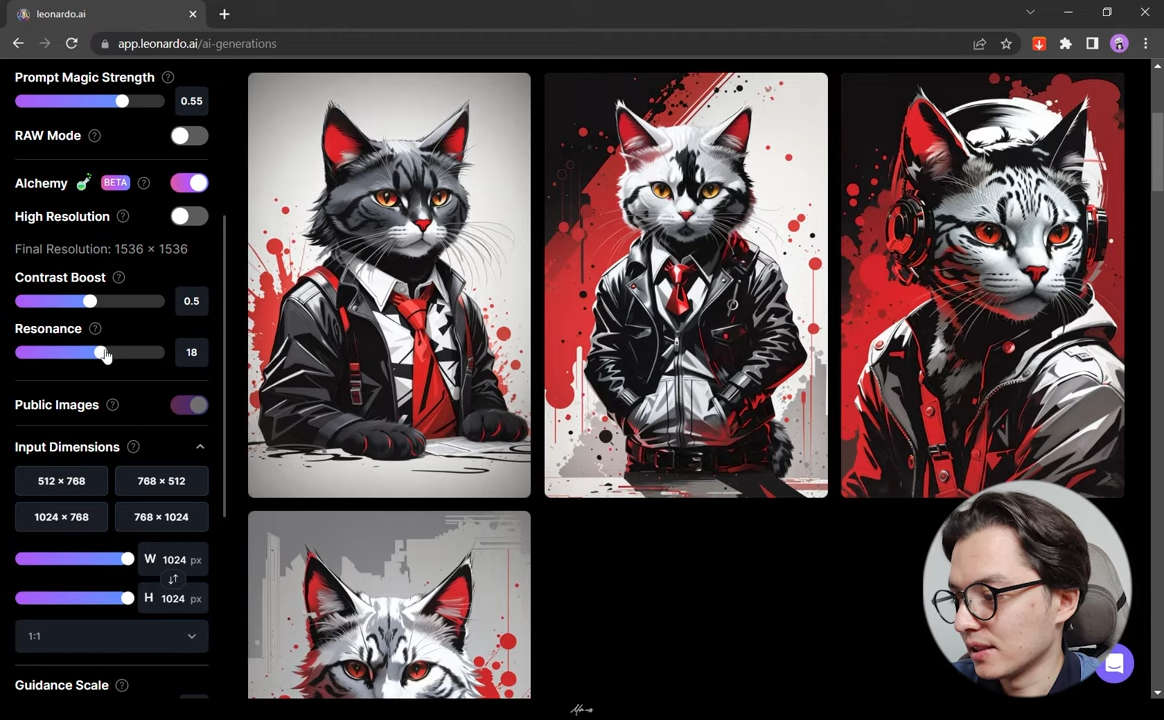 leonardo.ai
app.leonardo.ai/ai-generations
Prompt Magic Strength
0.55
RAW Mode
Alchemy BETA
High Resolution
Final Resolution: 1536 × 1536
Contrast Boost
0.5
Resonance
18
Public Images
Input Dimensions
512 × 768
768 × 512
1024 × 768
768 × 1024
W 1024 px
H 1024 px
1:1
Guidance Scale